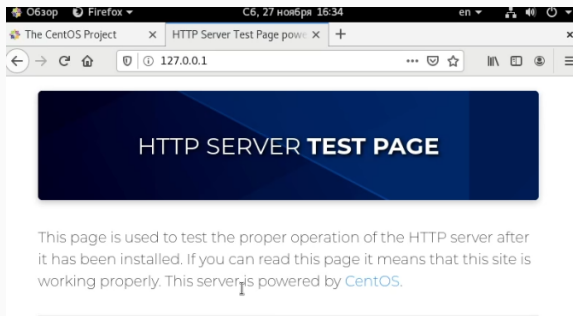 Обзор Firefox Сб, 27 ноября 16:34 en
The CentOS Project HTTP Server Test Page powe
127.0.0.1
HTTP SERVER TEST PAGE
This page is used to test the proper operation of the HTTP server after
it has been installed. If you can read this page it means that this site is
working properly. This server is powered by CentOS.